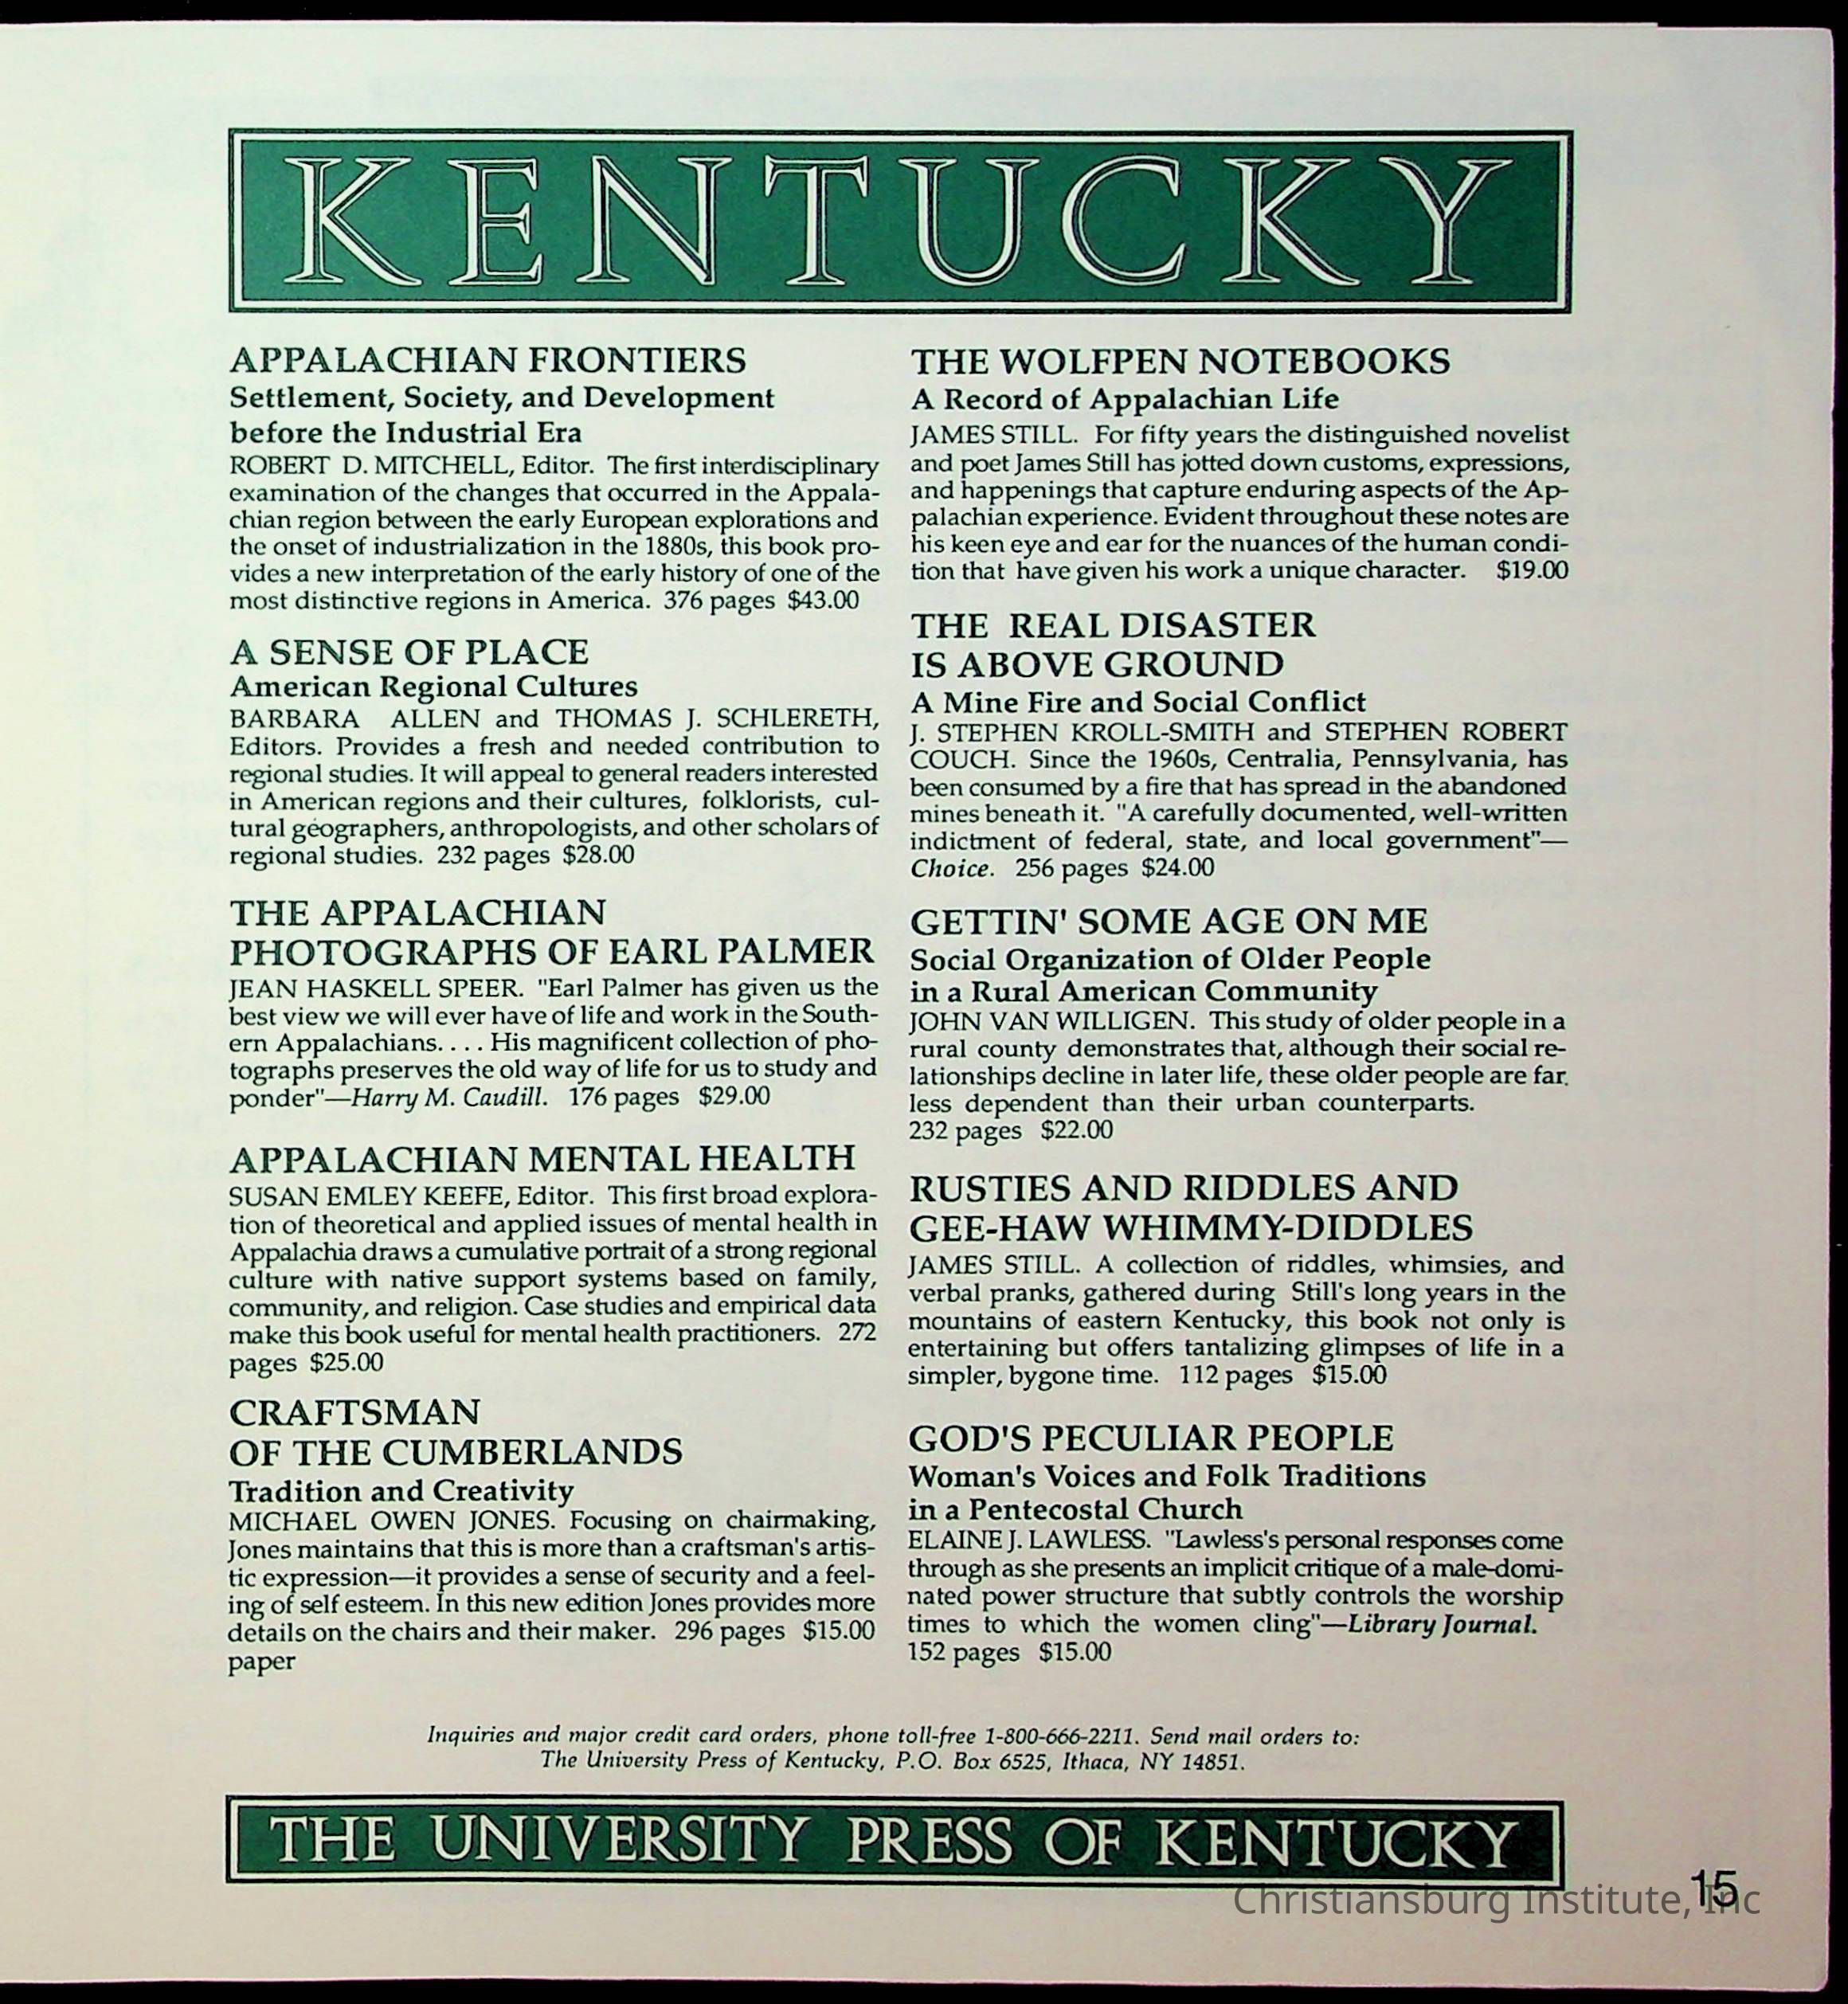 KENTUCKY
APPALACHIAN FRONTIERS
Settlement, Society, and Development
before the Industrial Era
ROBERT D. MITCHELL, Editor. The first interdisciplinary
examination of the changes that occurred in the Appala-
chian region between the early European explorations and
the onset of industrialization in the 1880s, this book pro-
vides a new interpretation of the early history of one of the
most distinctive regions in America. 376 pages $43.00
A SENSE OF PLACE
American Regional Cultures
BARBARA ALLEN and THOMAS J. SCHLERETH,
Editors. Provides a fresh and needed contribution to
regional studies. It will appeal to general readers interested
in American regions and their cultures, folklorists, cul-
tural geographers, anthropologists, and other scholars of
regional studies. 232 pages $28.00
THE APPALACHIAN
PHOTOGRAPHS OF EARL PALMER
JEAN HASKELL SPEER. "Earl Palmer has given us the
best view we will ever have of life and work in the South-
ern Appalachians. . . . His magnificent collection of pho-
tographs preserves the old way of life for us to study and
ponder"—Harry M. Caudill. 176 pages $29.00
APPALACHIAN MENTAL HEALTH
SUSAN EMLEY KEEFE, Editor. This first broad explora-
tion of theoretical and applied issues of mental health in
Appalachia draws a cumulative portrait of a strong regional
culture with native support systems based on family,
community, and religion. Case studies and empirical data
make this book useful for mental health practitioners. 272
pages $25.00
CRAFTSMAN
OF THE CUMBERLANDS
Tradition and Creativity
MICHAEL OWEN JONES. Focusing on chairmaking,
Jones maintains that this is more than a craftsman's artis-
tic expression—it provides a sense of security and a feel-
ing of self esteem. In this new edition Jones provides more
details on the chairs and their maker. 296 pages $15.00
paper
THE WOLFPEN NOTEBOOKS
A Record of Appalachian Life
JAMES STILL. For fifty years the distinguished novelist
and poet James Still has jotted down customs, expressions,
and happenings that capture enduring aspects of the Ap-
palachian experience. Evident throughout these notes are
his keen eye and ear for the nuances of the human condi-
tion that have given his work a unique character. $19.00
THE REAL DISASTER
IS ABOVE GROUND
A Mine Fire and Social Conflict
J. STEPHEN KROLL-SMITH and STEPHEN ROBERT
COUCH. Since the 1960s, Centralia, Pennsylvania, has
been consumed by a fire that has spread in the abandoned
mines beneath it. "A carefully documented, well-written
indictment of federal, state, and local government"—
Choice. 256 pages $24.00
GETTIN' SOME AGE ON ME
Social Organization of Older People
in a Rural American Community
JOHN VAN WILLIGEN. This study of older people in a
rural county demonstrates that, although their social re-
lationships decline in later life, these older people are far
less dependent than their urban counterparts.
232 pages $22.00
RUSTIES AND RIDDLES AND
GEE-HAW WHIMMY-DIDDLES
JAMES STILL. A collection of riddles, whimsies, and
verbal pranks, gathered during Still's long years in the
mountains of eastern Kentucky, this book not only is
entertaining but offers tantalizing glimpses of life in a
simpler, bygone time. 112 pages $15.00
GOD'S PECULIAR PEOPLE
Woman's Voices and Folk Traditions
in a Pentecostal Church
ELAINE J. LAWLESS. "Lawless's personal responses come
through as she presents an implicit critique of a male-domi-
nated power structure that subtly controls the worship
times to which the women cling"—Library Journal.
152 pages $15.00
Inquiries and major credit card orders, phone toll-free 1-800-666-2211. Send mail orders to:
The University Press of Kentucky, P.O. Box 6525, Ithaca, NY 14851.
THE UNIVERSITY PRESS OF KENTUCKY
15
Christiansburg Institute, Inc